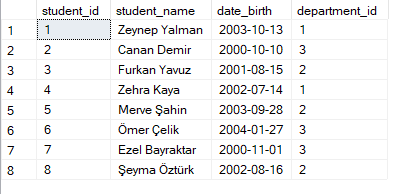 student_id student_name date_birth department_id
1 1 Zeynep Yalman 2003-10-13 1
2 2 Canan Demir 2000-10-10 3
3 3 Furkan Yavuz 2001-08-15 2
4 4 Zehra Kaya 2002-07-14 1
5 5 Merve Şahin 2003-09-28 2
6 6 Ömer Çelik 2004-01-27 3
7 7 Ezel Bayraktar 2000-11-01 3
8 8 Şeyma Öztürk 2002-08-16 2